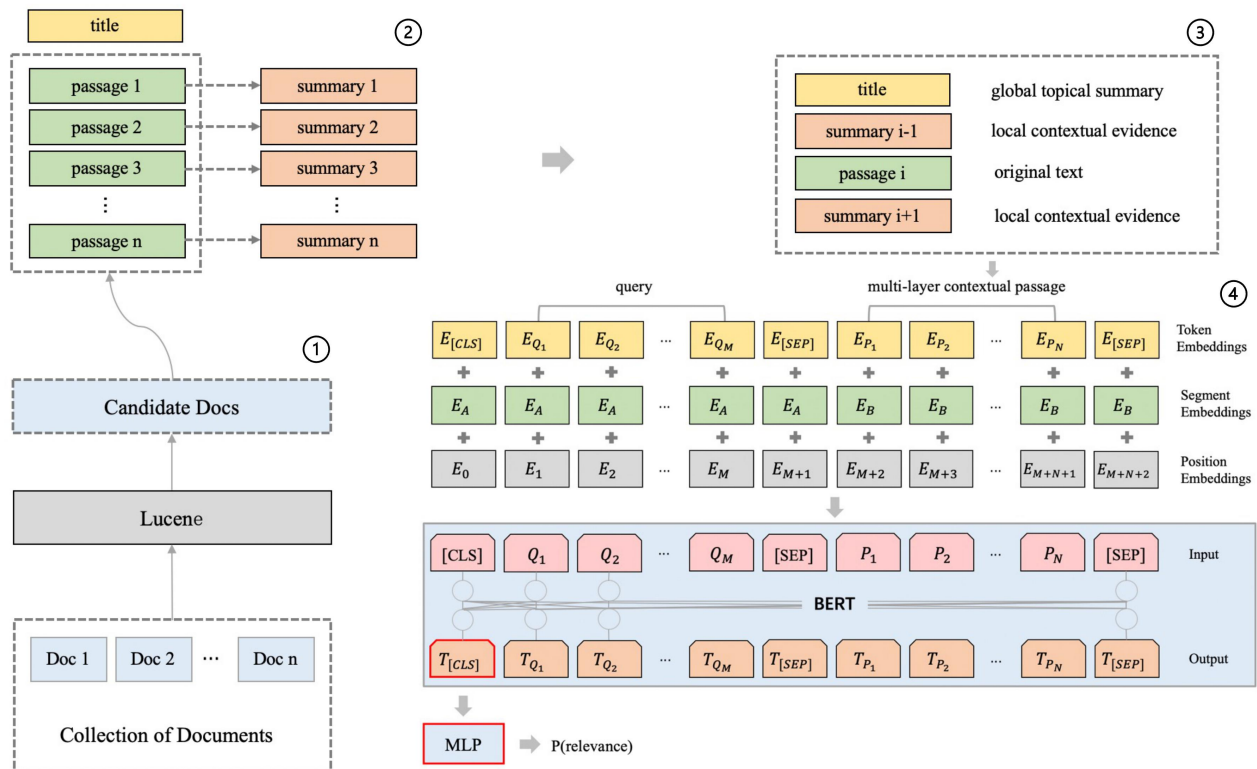 title
②
passage 1 summary 1
passage 2 summary 2
passage 3 summary 3
⋮ ⋮
passage n summary n
①
Candidate Docs
Lucene
Doc 1 Doc 2 ... Doc n
Collection of Documents
③
title global topical summary
summary i-1 local contextual evidence
passage i original text
summary i+1 local contextual evidence
query multi-layer contextual passage
④
E[CLS] EQ1 EQ2 ... EQM E[SEP] EP1 EP2 ... EPN E[SEP]
Token
Embeddings
+ + + + + + + + +
EA EA EA ... EA EA EB EB ... EB EB
Segment
Embeddings
+ + + + + + + + +
E0 E1 E2 ... EM EM+1 EM+2 EM+3 ... EM+N+1 EM+N+2
Position
Embeddings
[CLS] Q1 Q2 ... QM [SEP] P1 P2 ... PN [SEP] Input
BERT
T[CLS] TQ1 TQ2 ... TQM T[SEP] TP1 TP2 ... TPN T[SEP] Output
MLP P(relevance)